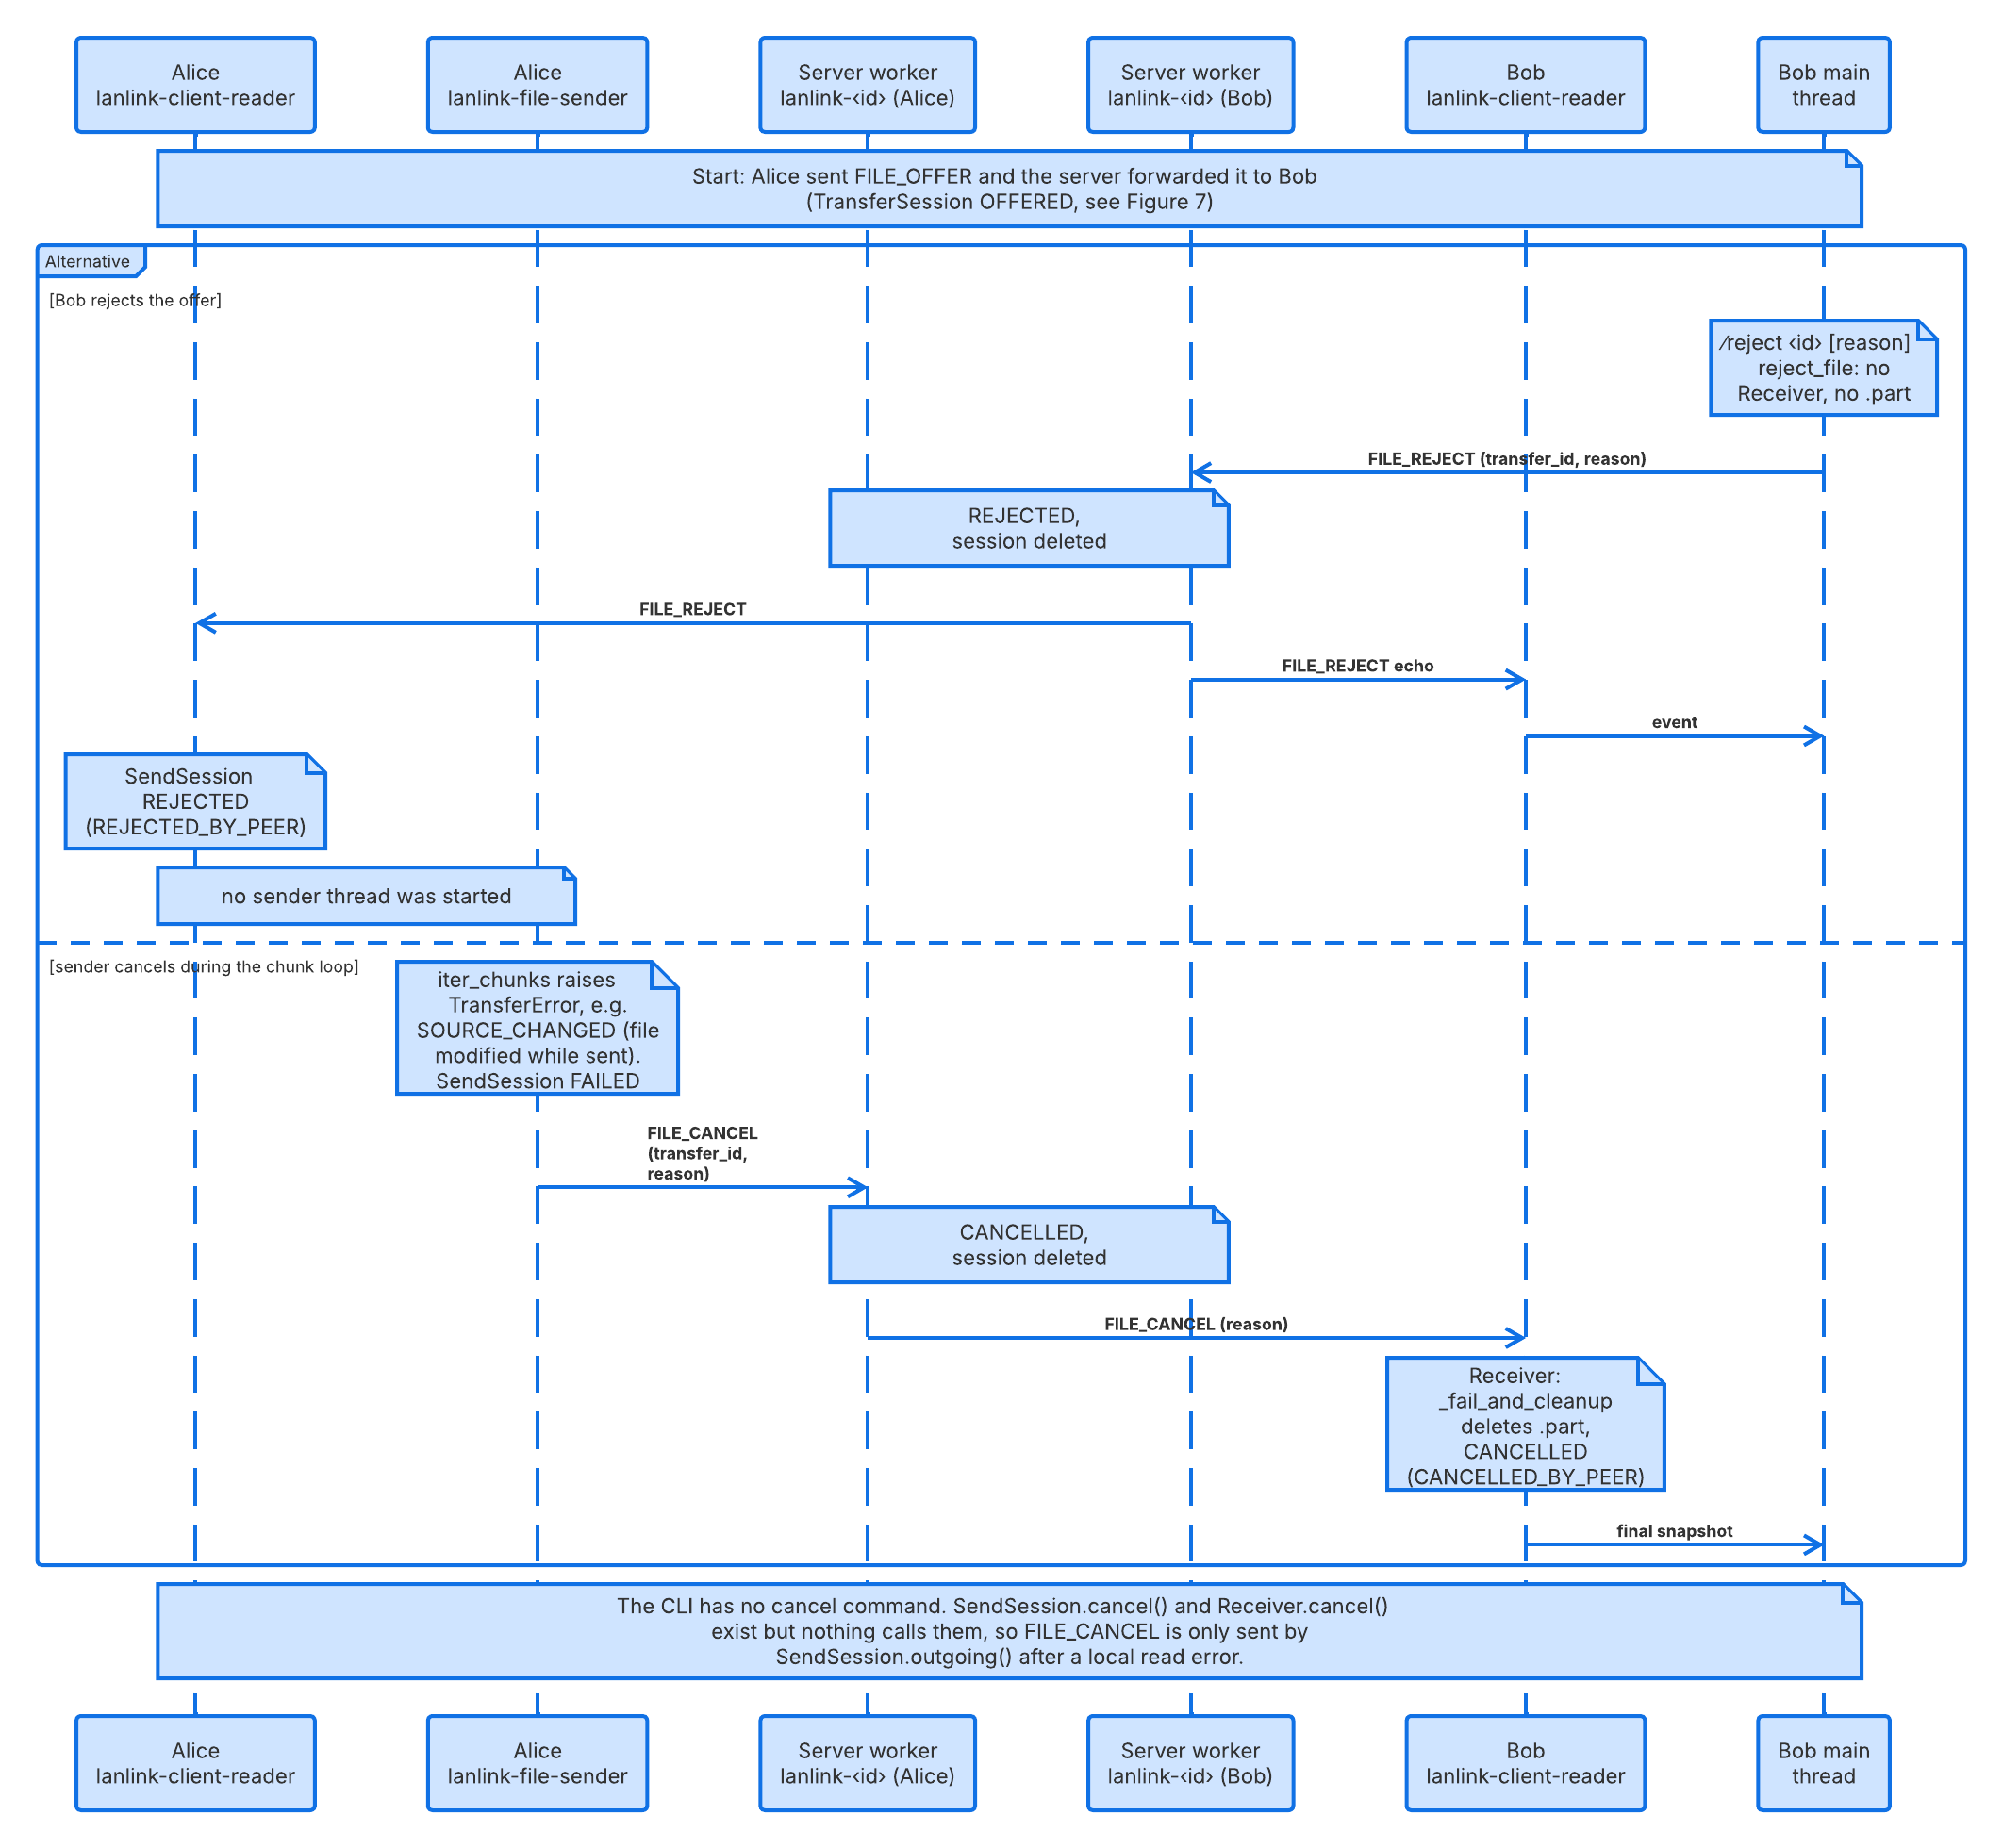 Alice
lanlink-client-reader
Alice
lanlink-file-sender
Server worker
lanlink-‹id› (Alice)
Server worker
lanlink-‹id› (Bob)
Bob
lanlink-client-reader
Bob main
thread
Start: Alice sent FILE_OFFER and the server forwarded it to Bob
(TransferSession OFFERED, see Figure 7)
Alternative
[Bob rejects the offer]
/reject ‹id› [reason]
reject_file: no
Receiver, no .part
FILE_REJECT (transfer_id, reason)
REJECTED,
session deleted
FILE_REJECT
FILE_REJECT echo
event
SendSession
REJECTED
(REJECTED_BY_PEER)
no sender thread was started
[sender cancels during the chunk loop]
iter_chunks raises
TransferError, e.g.
SOURCE_CHANGED (file
modified while sent).
SendSession FAILED
FILE_CANCEL
(transfer_id,
reason)
CANCELLED,
session deleted
FILE_CANCEL (reason)
Receiver:
_fail_and_cleanup
deletes .part,
CANCELLED
(CANCELLED_BY_PEER)
final snapshot
The CLI has no cancel command. SendSession.cancel() and Receiver.cancel()
exist but nothing calls them, so FILE_CANCEL is only sent by
SendSession.outgoing() after a local read error.
Alice
lanlink-client-reader
Alice
lanlink-file-sender
Server worker
lanlink-‹id› (Alice)
Server worker
lanlink-‹id› (Bob)
Bob
lanlink-client-reader
Bob main
thread